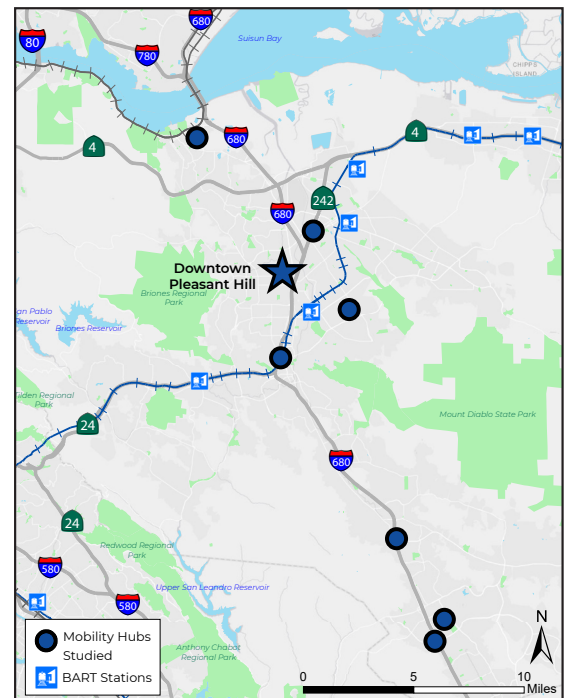 680
80
780
Suisun Bay
CHIPPS
ISLAND
4
680
4
242
680
Downtown
Pleasant Hill
Briones Regional
Park
an Pablo
Reservoir
Briones Reservoir
Tilden Regional
Park
24
Mount Diablo State Park
680
24
Redwood Regional
Park
580
580
Upper San Leandro Reservoir
Anthony Chabot
Regional Park
Mobility Hubs
Studied
BART Stations
N
0 5 10
Miles